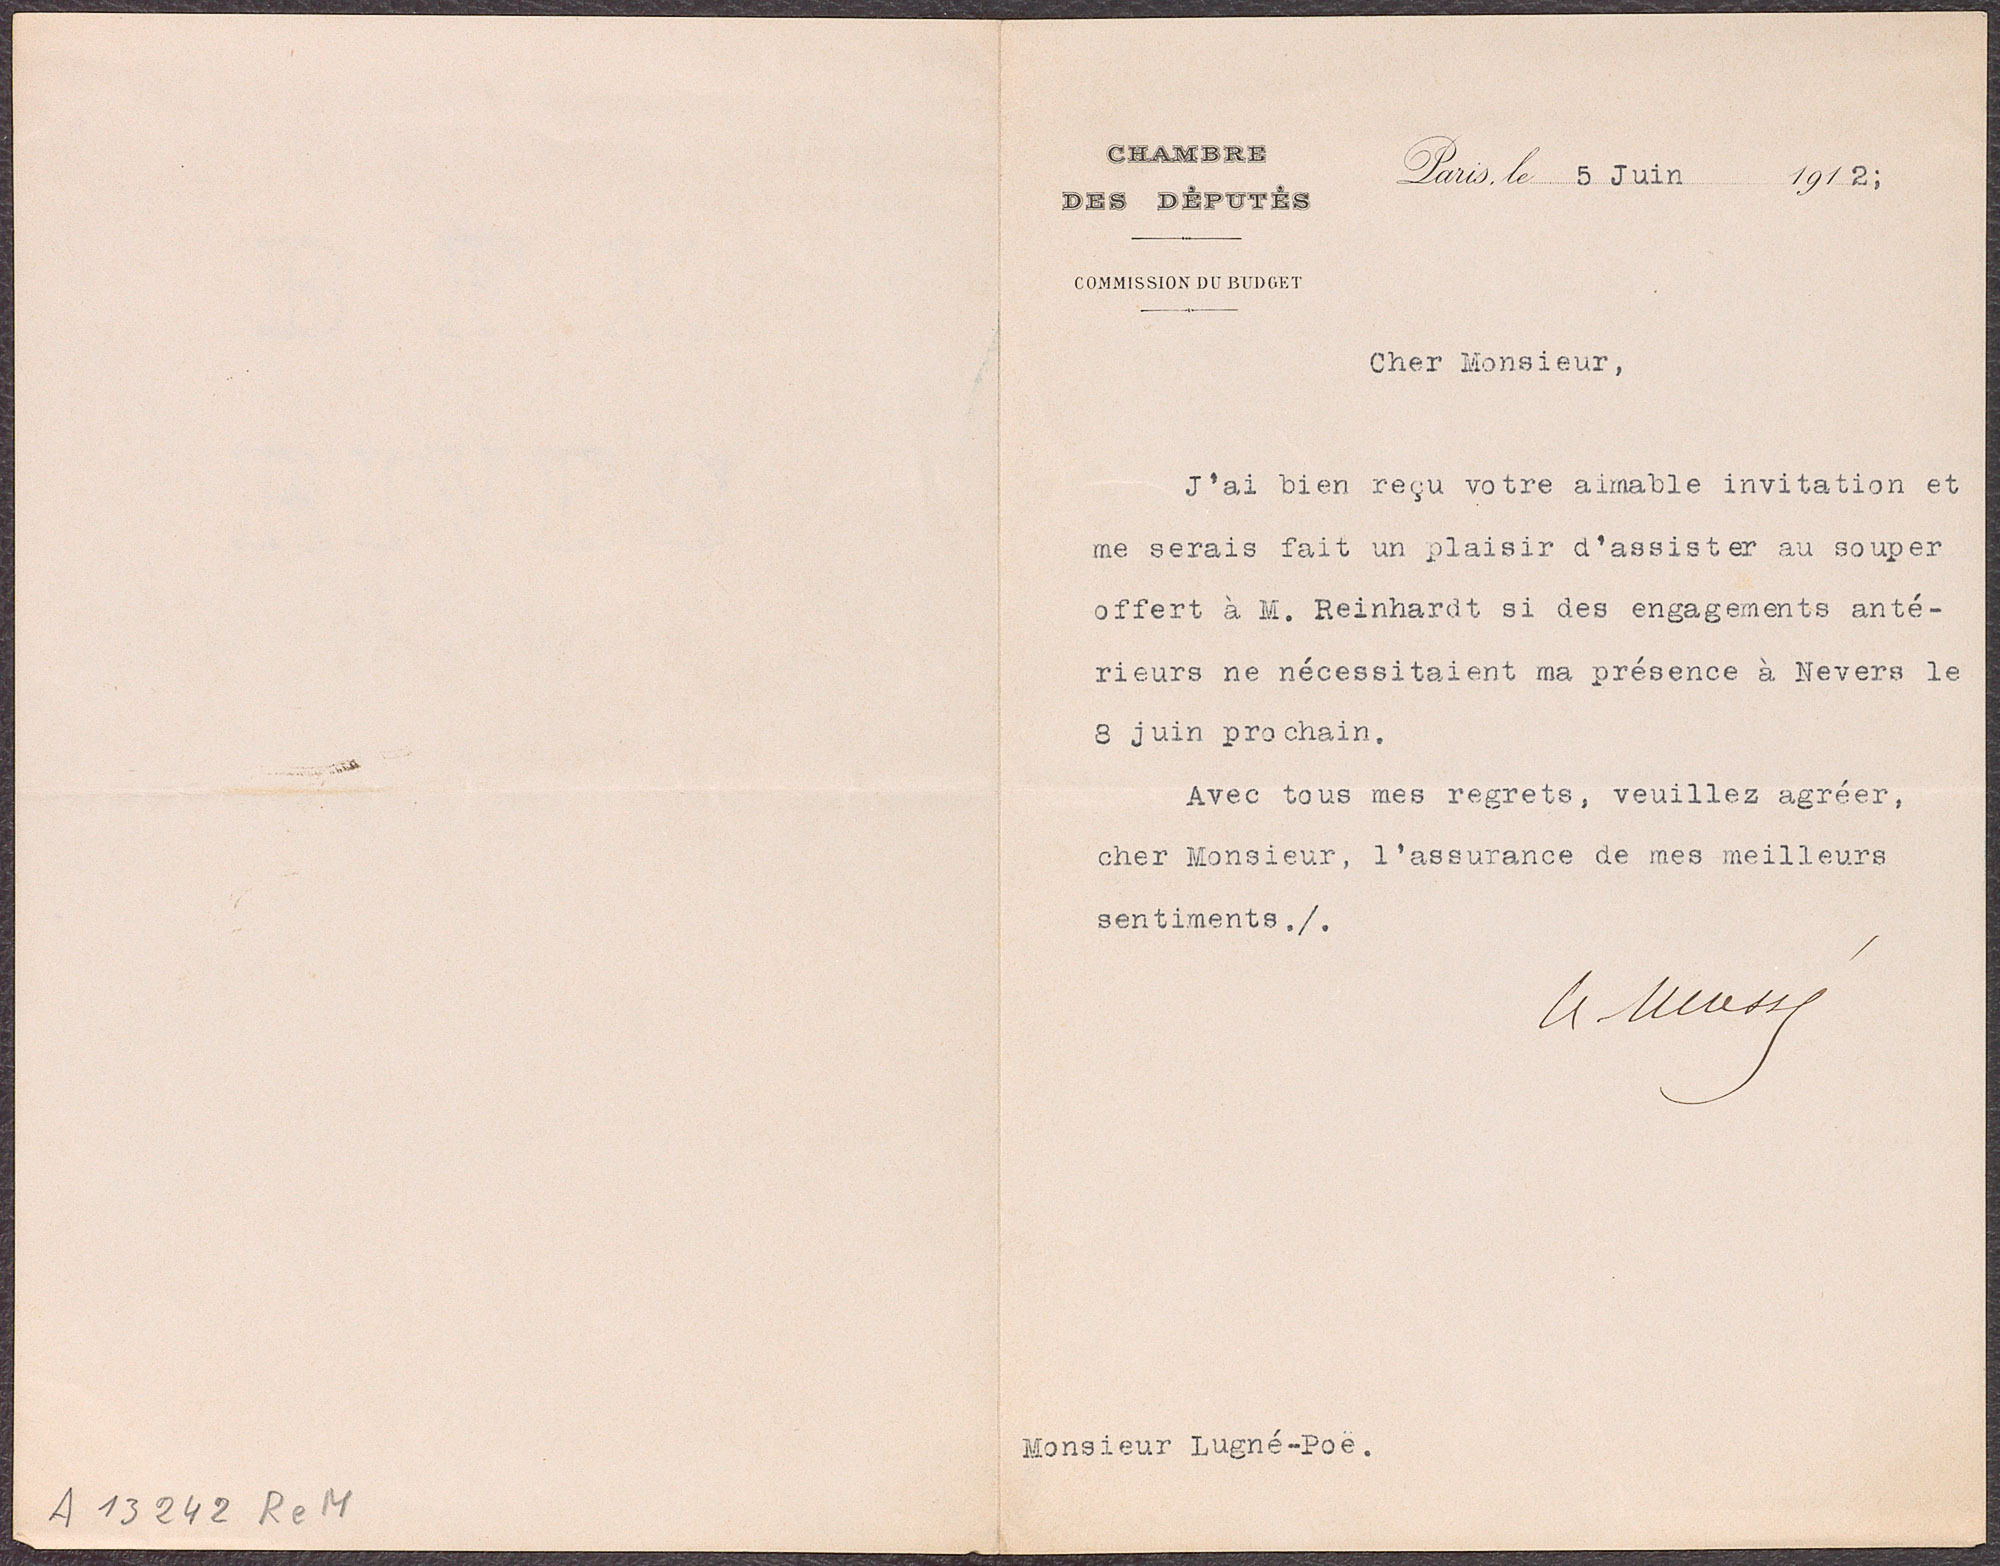 CHAMBRE
DES DÉPUTÉS
COMMISSION DU BUDGET
Paris, le 5 Juin 1912;
Cher Monsieur,
J'ai bien reçu votre aimable invitation et
me serais fait un plaisir d'assister au souper
offert à M. Reinhardt si des engagements anté-
rieurs ne nécessitaient ma présence à Nevers le
8 juin prochain.
Avec tous mes regrets, veuillez agréer,
cher Monsieur, l'assurance de mes meilleurs
sentiments./.
Monsieur Lugné-Poë.
A 13242 ReM